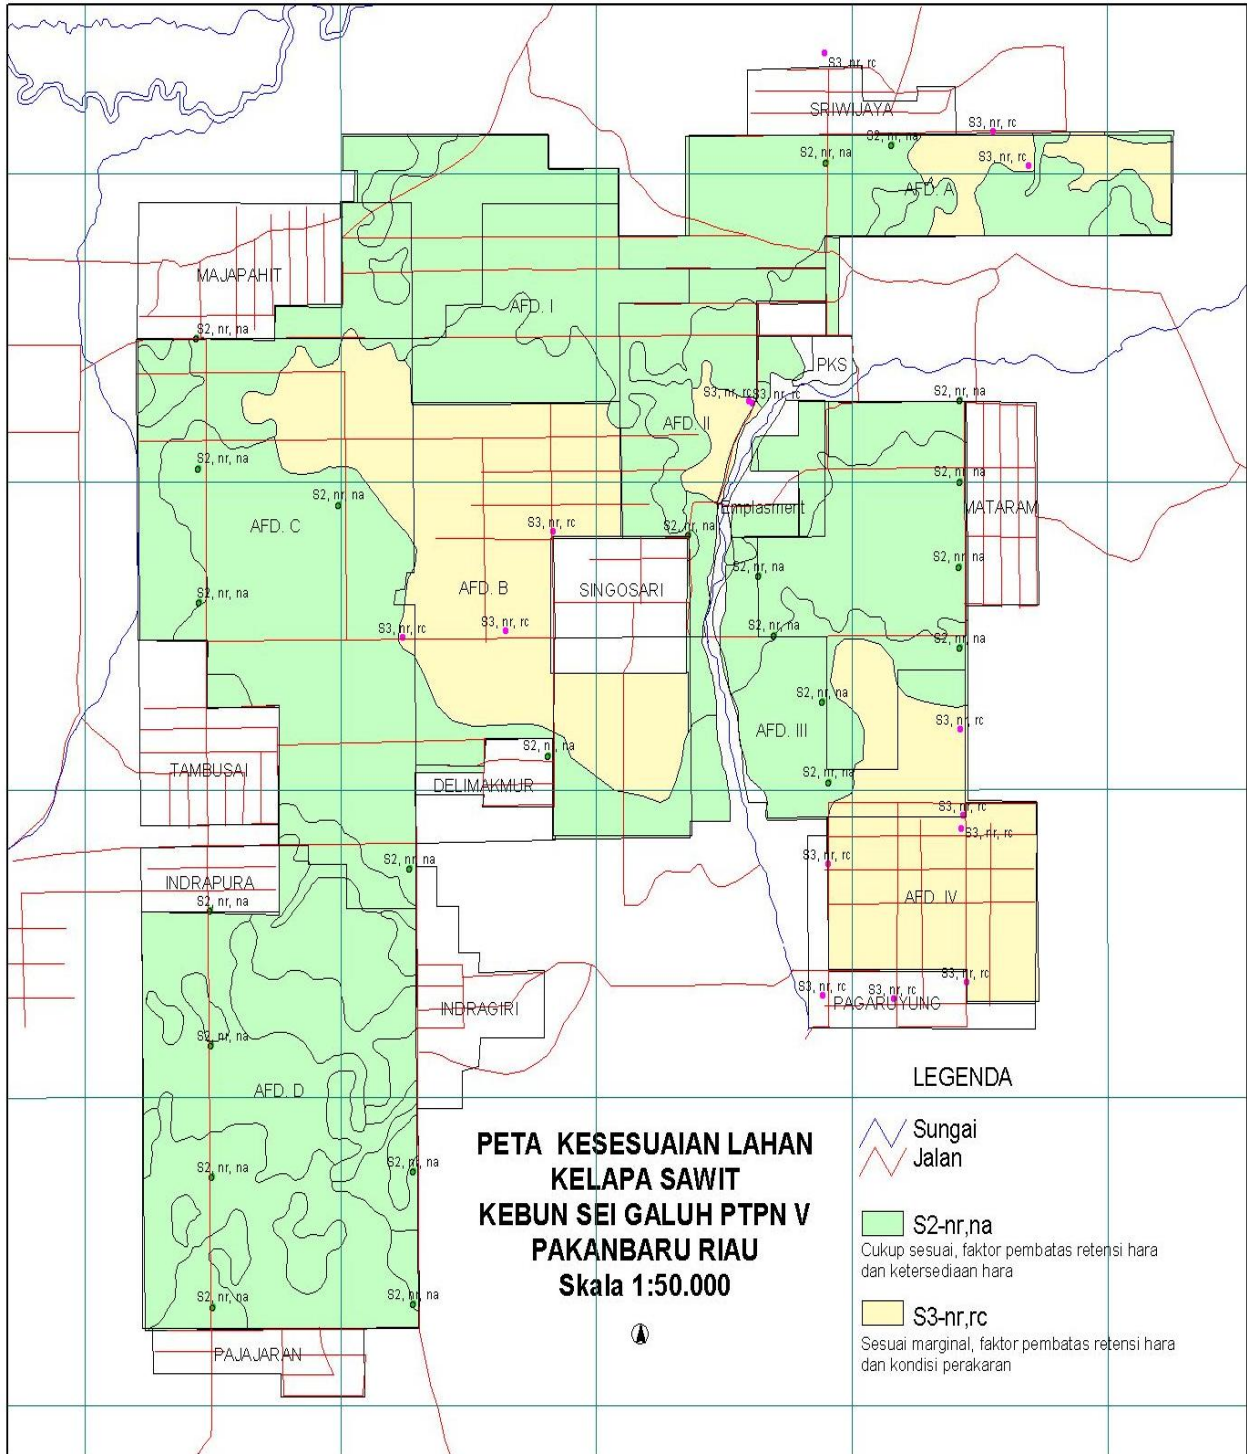 S3, nr, rc
SRIWIJAYA
S3, nr, rc
S2, nr, na
S2, nr, na
S3, nr, rc
AFD. A
MAJAPAHIT
AFD. I
S2, nr, na
PKS
S3, nr, rc
S3, nr, rc
S2, nr, na
AFD. II
S2, nr, na
S2, nr, na
S2, nr, na
Emplasment
MATARAM
AFD. C
S3, nr, rc
S2, nr, na
S2, nr, na
S2, nr, na
AFD. B
SINGOSARI
S2, nr, na
S3, nr, rc
S3, nr, rc
S2, nr, na
S2, nr, na
S2, nr, na
S3, nr, rc
AFD. III
S2, nr, na
TAMBUSAI
DELIMAKMUR
S2, nr, na
S3, nr, rc
S3, nr, rc
S2, nr, na
S3, nr, rc
INDRAPURA
AFD. IV
S2, nr, na
S3, nr, rc
S3, nr, rc
S3, nr, rc
INDRAGIRI
PAGARUYUNG
S2, nr, na
AFD. D
S2, nr, na
S2, nr, na
S2, nr, na
S2, nr, na
PAJAJARAN
PETA KESESUAIAN LAHAN
KELAPA SAWIT
KEBUN SEI GALUH PTPN V
PAKANBARU RIAU
Skala 1:50.000
LEGENDA
Sungai
Jalan
S2-nr,na
Cukup sesuai, faktor pembatas retensi hara
dan ketersediaan hara
S3-nr,rc
Sesuai marginal, faktor pembatas retensi hara
dan kondisi perakaran